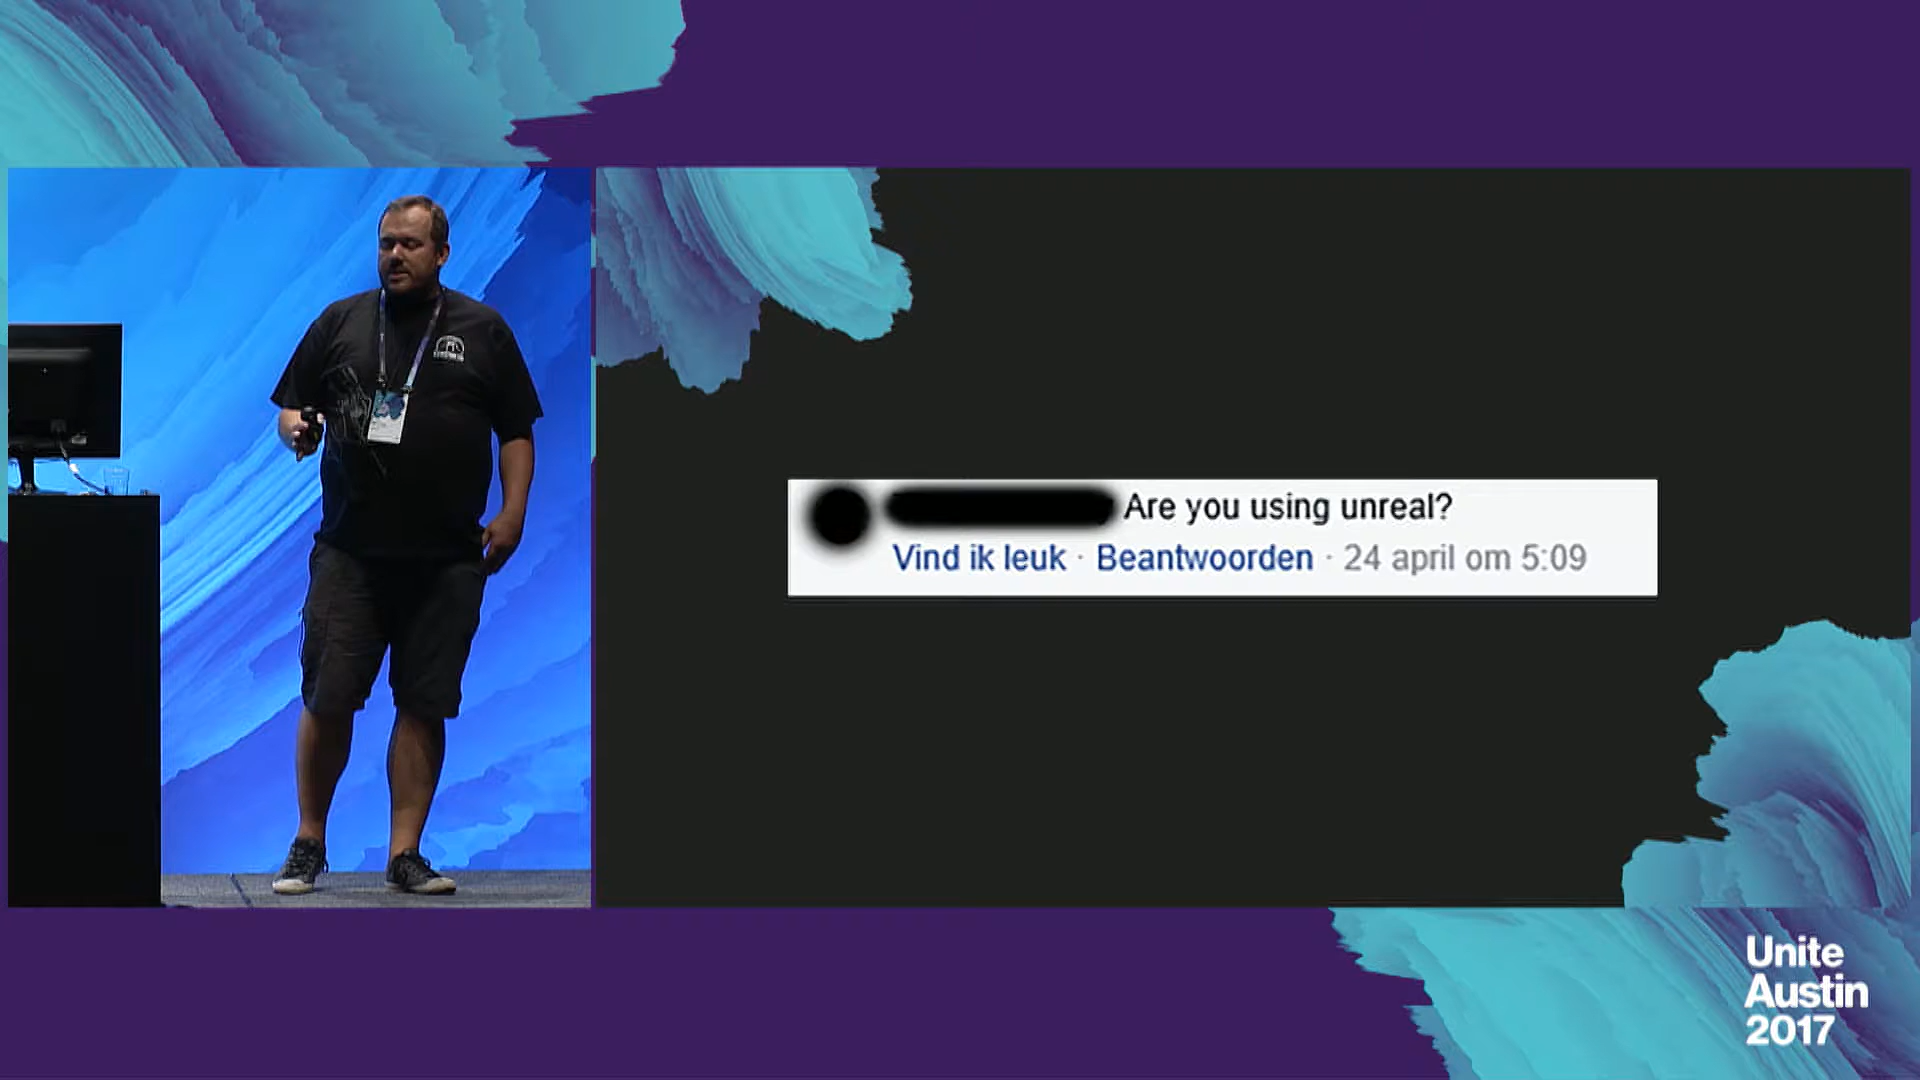 Are you using unreal?
Vind ik leuk · Beantwoorden · 24 april om 5:09
Unite
Austin
2017